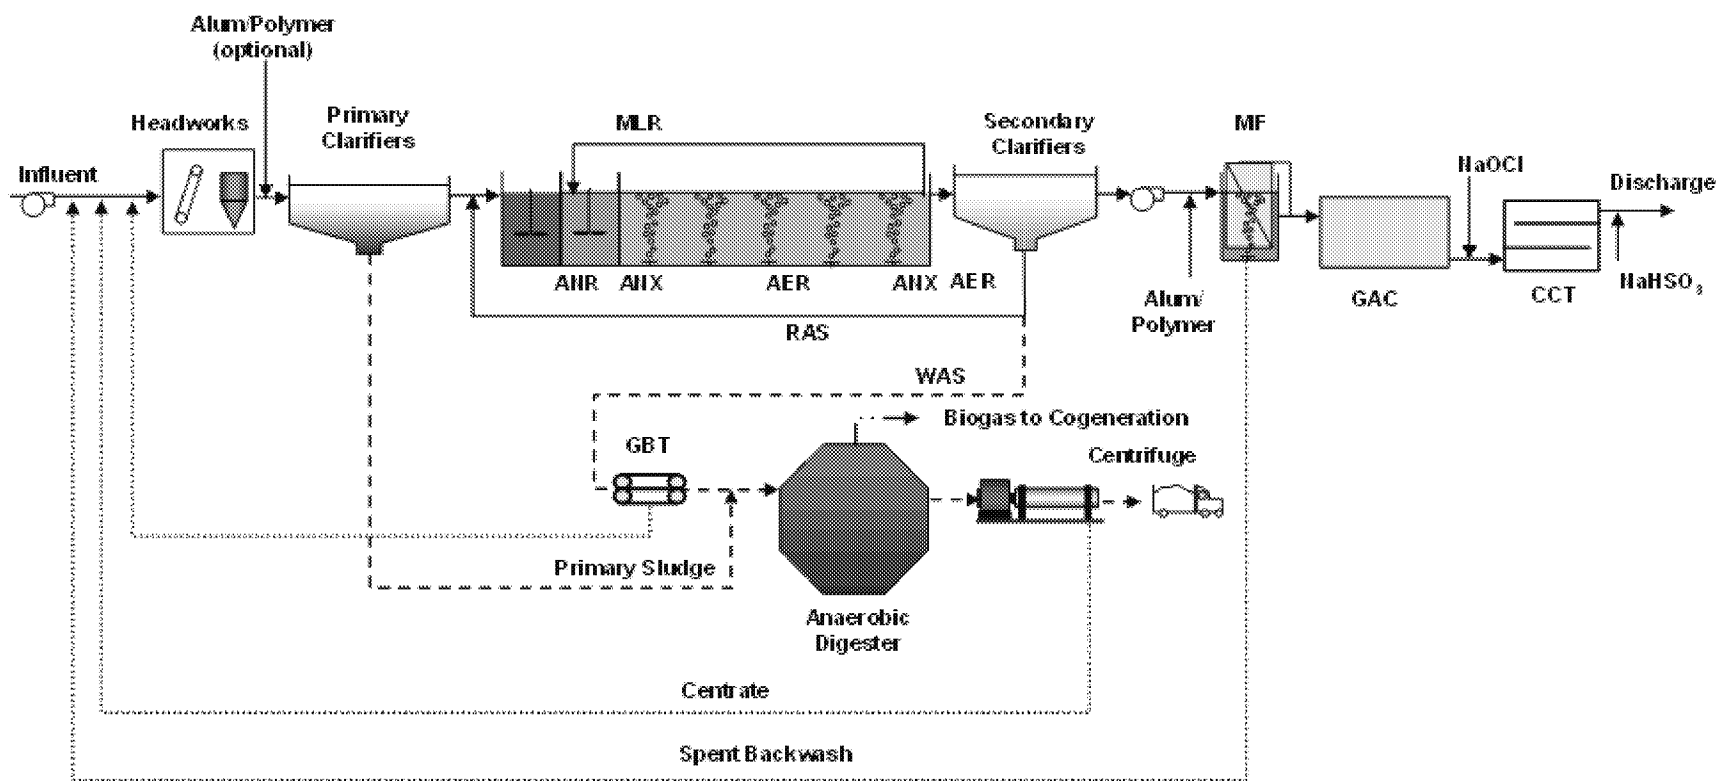 Alum/Polymer
(optional)
Headworks
Primary
Clarifiers
MLR
Secondary
Clarifiers
MF
Influent
NaOCl
Discharge
ANR
ANX
AER
ANX
AER
RAS
Alum/
Polymer
GAC
CCT
NaHSO3
WAS
Biogas to Cogeneration
GBT
Centrifuge
Primary Sludge
Anaerobic
Digester
Centrate
Spent Backwash